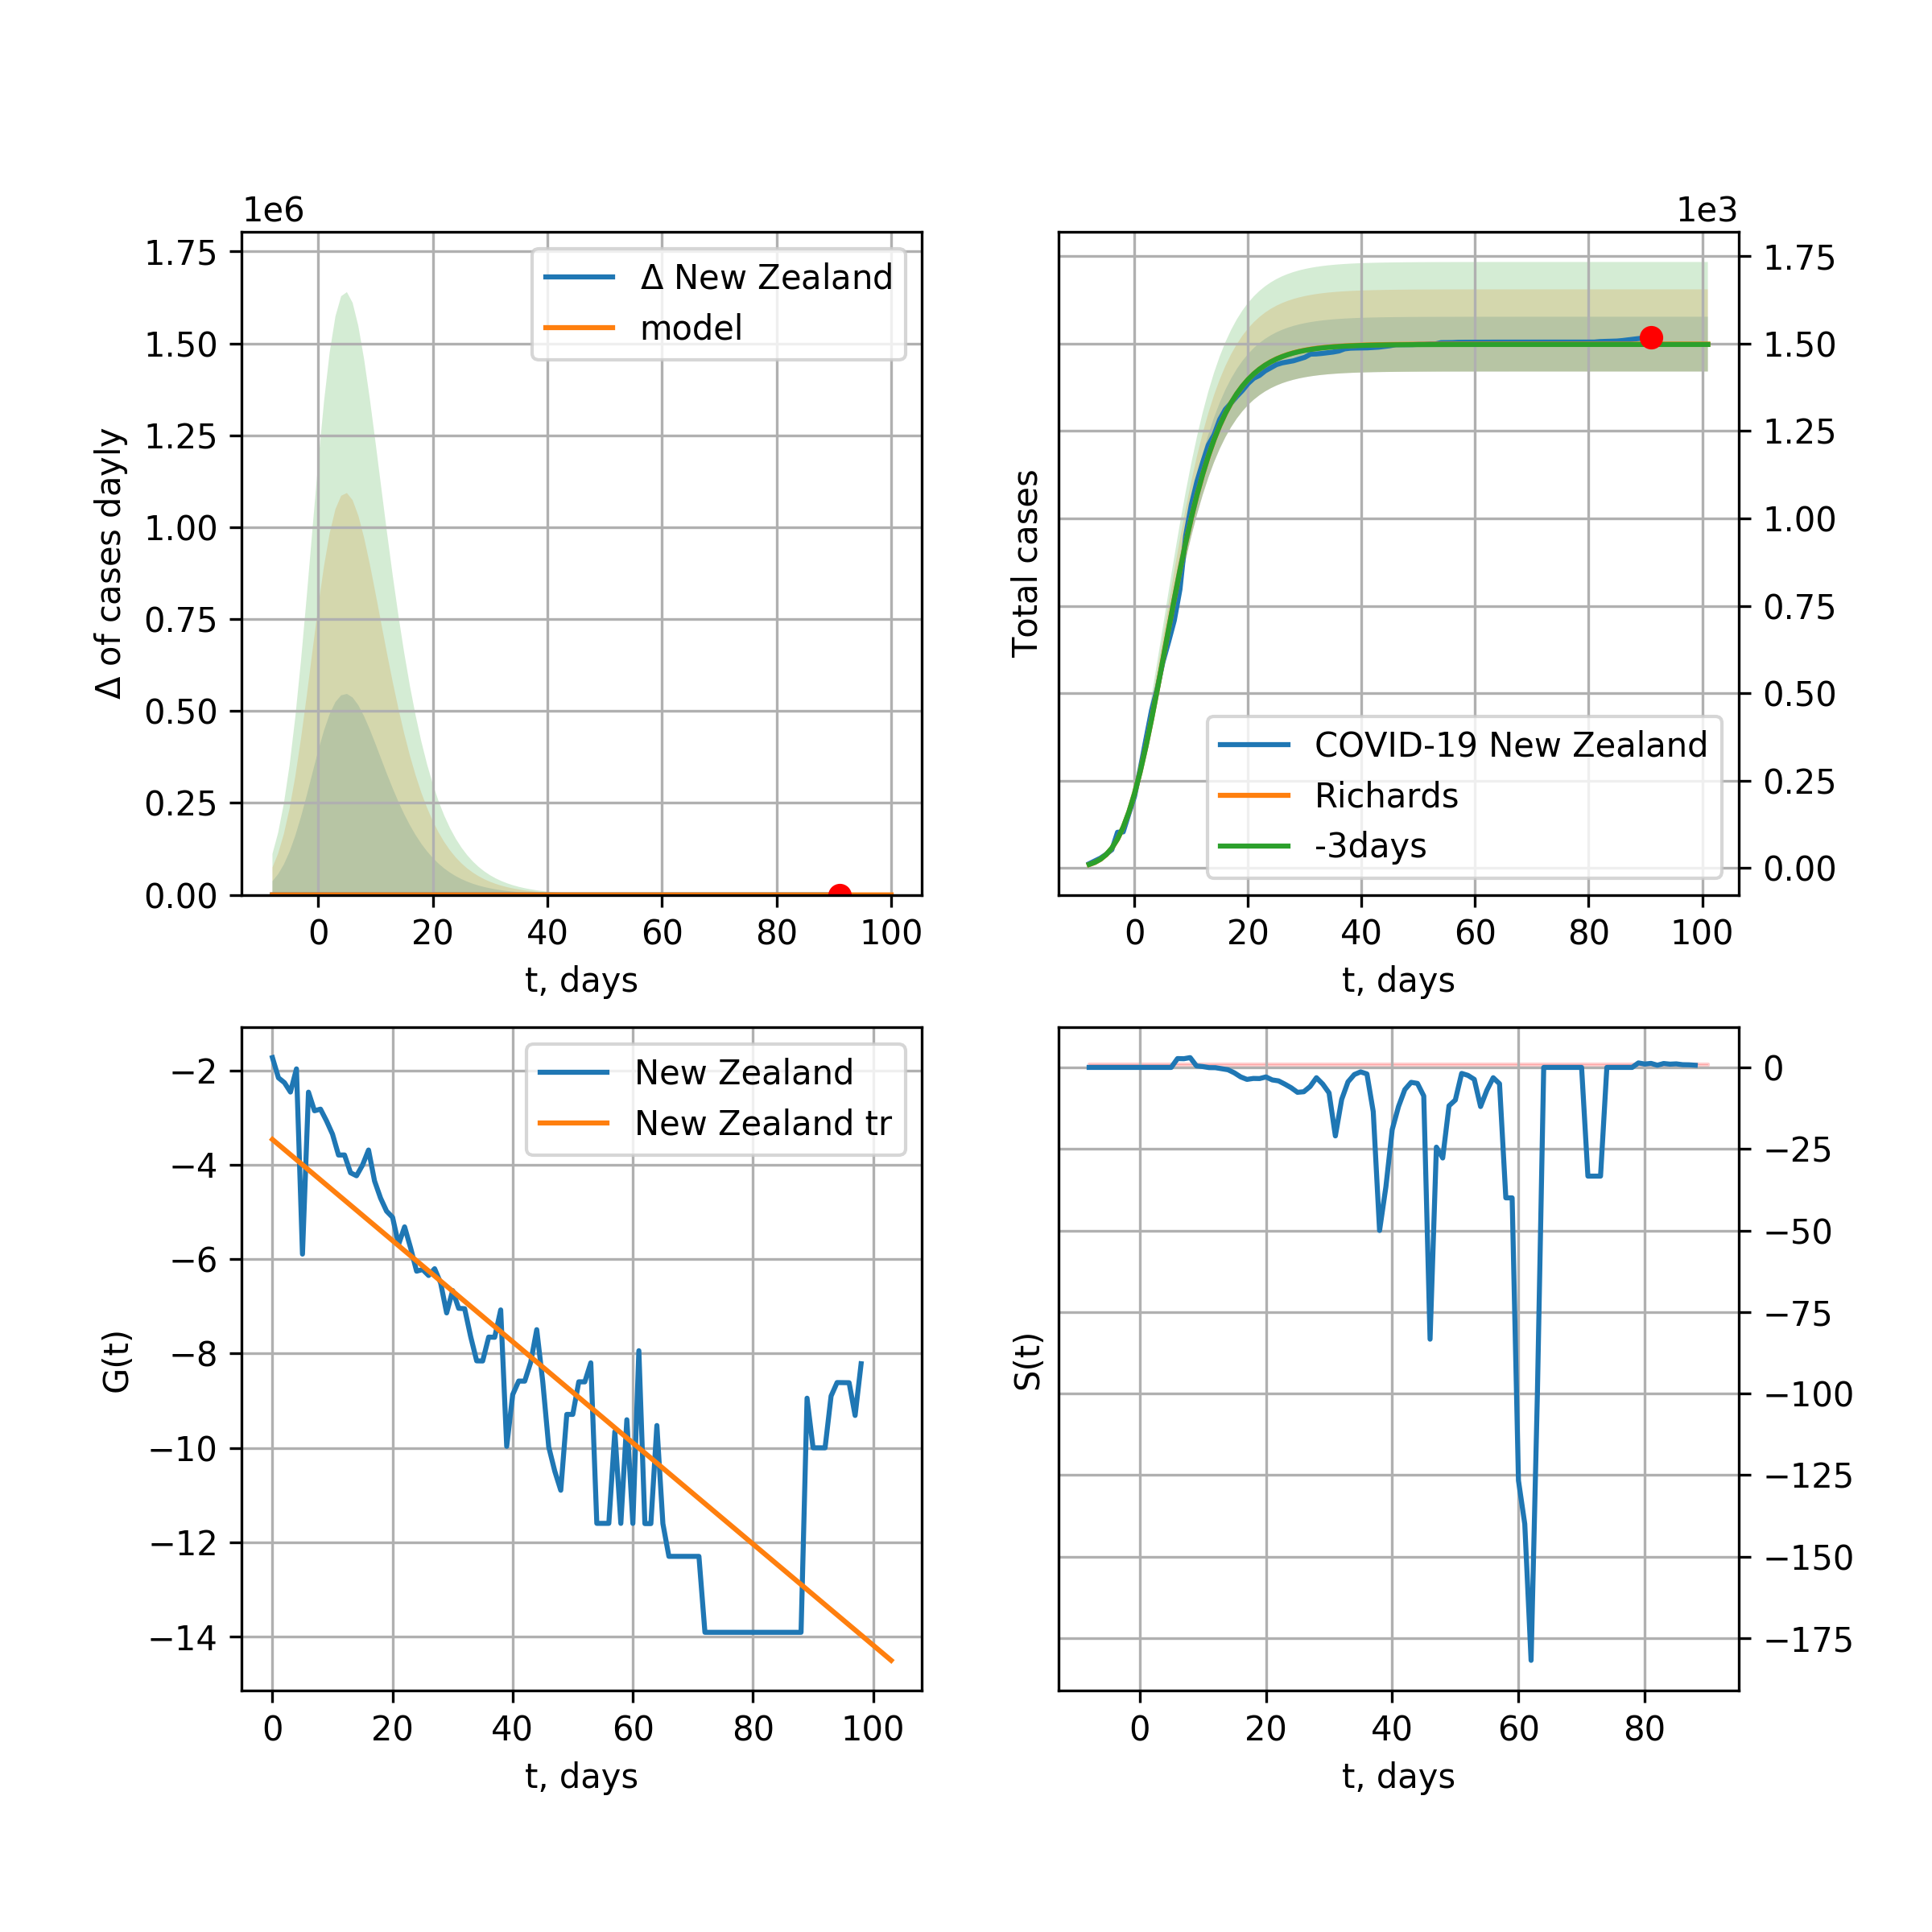 1e6
1.75
1.50
1.25
1.00
0.75
0.50
0.25
0.00
Δ of cases dayly
0 20 40 60 80 100
t, days
Δ New Zealand
model
1e3
1.75
1.50
1.25
1.00
0.75
0.50
0.25
0.00
Total cases
0 20 40 60 80 100
t, days
COVID-19 New Zealand
Richards
-3days
−2
−4
−6
−8
−10
−12
−14
G(t)
0 20 40 60 80 100
t, days
New Zealand
New Zealand tr
0
−25
−50
−75
−100
−125
−150
−175
S(t)
0 20 40 60 80
t, days